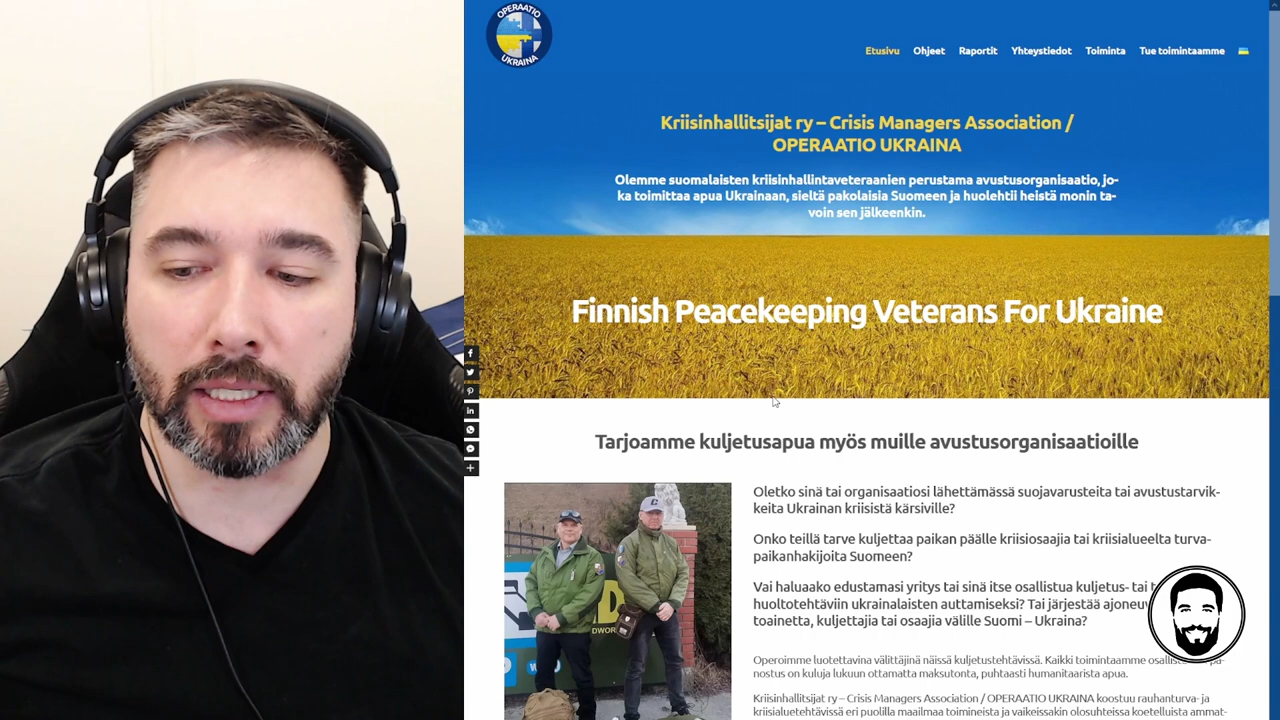 OPERAATIO
UKRAINA
Etusivu Ohjeet Raportit Yhteystiedot Toiminta Tue toimintaamme
Kriisinhallitsijat ry – Crisis Managers Association /
OPERAATIO UKRAINA
Olemme suomalaisten kriisinhallintaveteraanien perustama avustusorganisaatio, jo-
ka toimittaa apua Ukrainaan, sieltä pakolaisia Suomeen ja huolehtii heistä monin ta-
voin sen jälkeenkin.
Finnish Peacekeeping Veterans For Ukraine
Tarjoamme kuljetusapua myös muille avustusorganisaatioille
Oletko sinä tai organisaatiosi lähettämässä suojavarusteita tai avustustarvik-
keita Ukrainan kriisistä kärsiville?
Onko teillä tarve kuljettaa paikan päälle kriisiosaajia tai kriisialueelta turva-
paikanhakijoita Suomeen?
Vai haluaako edustamasi yritys tai sinä itse osallistua kuljetus- tai
huoltotehtäviin ukrainalaisten auttamiseksi? Tai järjestää
toainetta, kuljettajia tai osaajia välille Suomi – Ukraina?
Operoimme luotettavina välittäjinä näissä kuljetustehtävissä. Kaikki toimintaamme
nostus on kuluja lukuun ottamatta maksutonta, puhtaasti humanitaarista apua.
Kriisinhallitsijat ry – Crisis Managers Association / OPERAATIO UKRAINA koostuu rauhanturva- ja
kriisialuetehtävissä eri puolilla maailmaa toimineista ja vaikeissakin olosuhteissa koetelluista ammat-